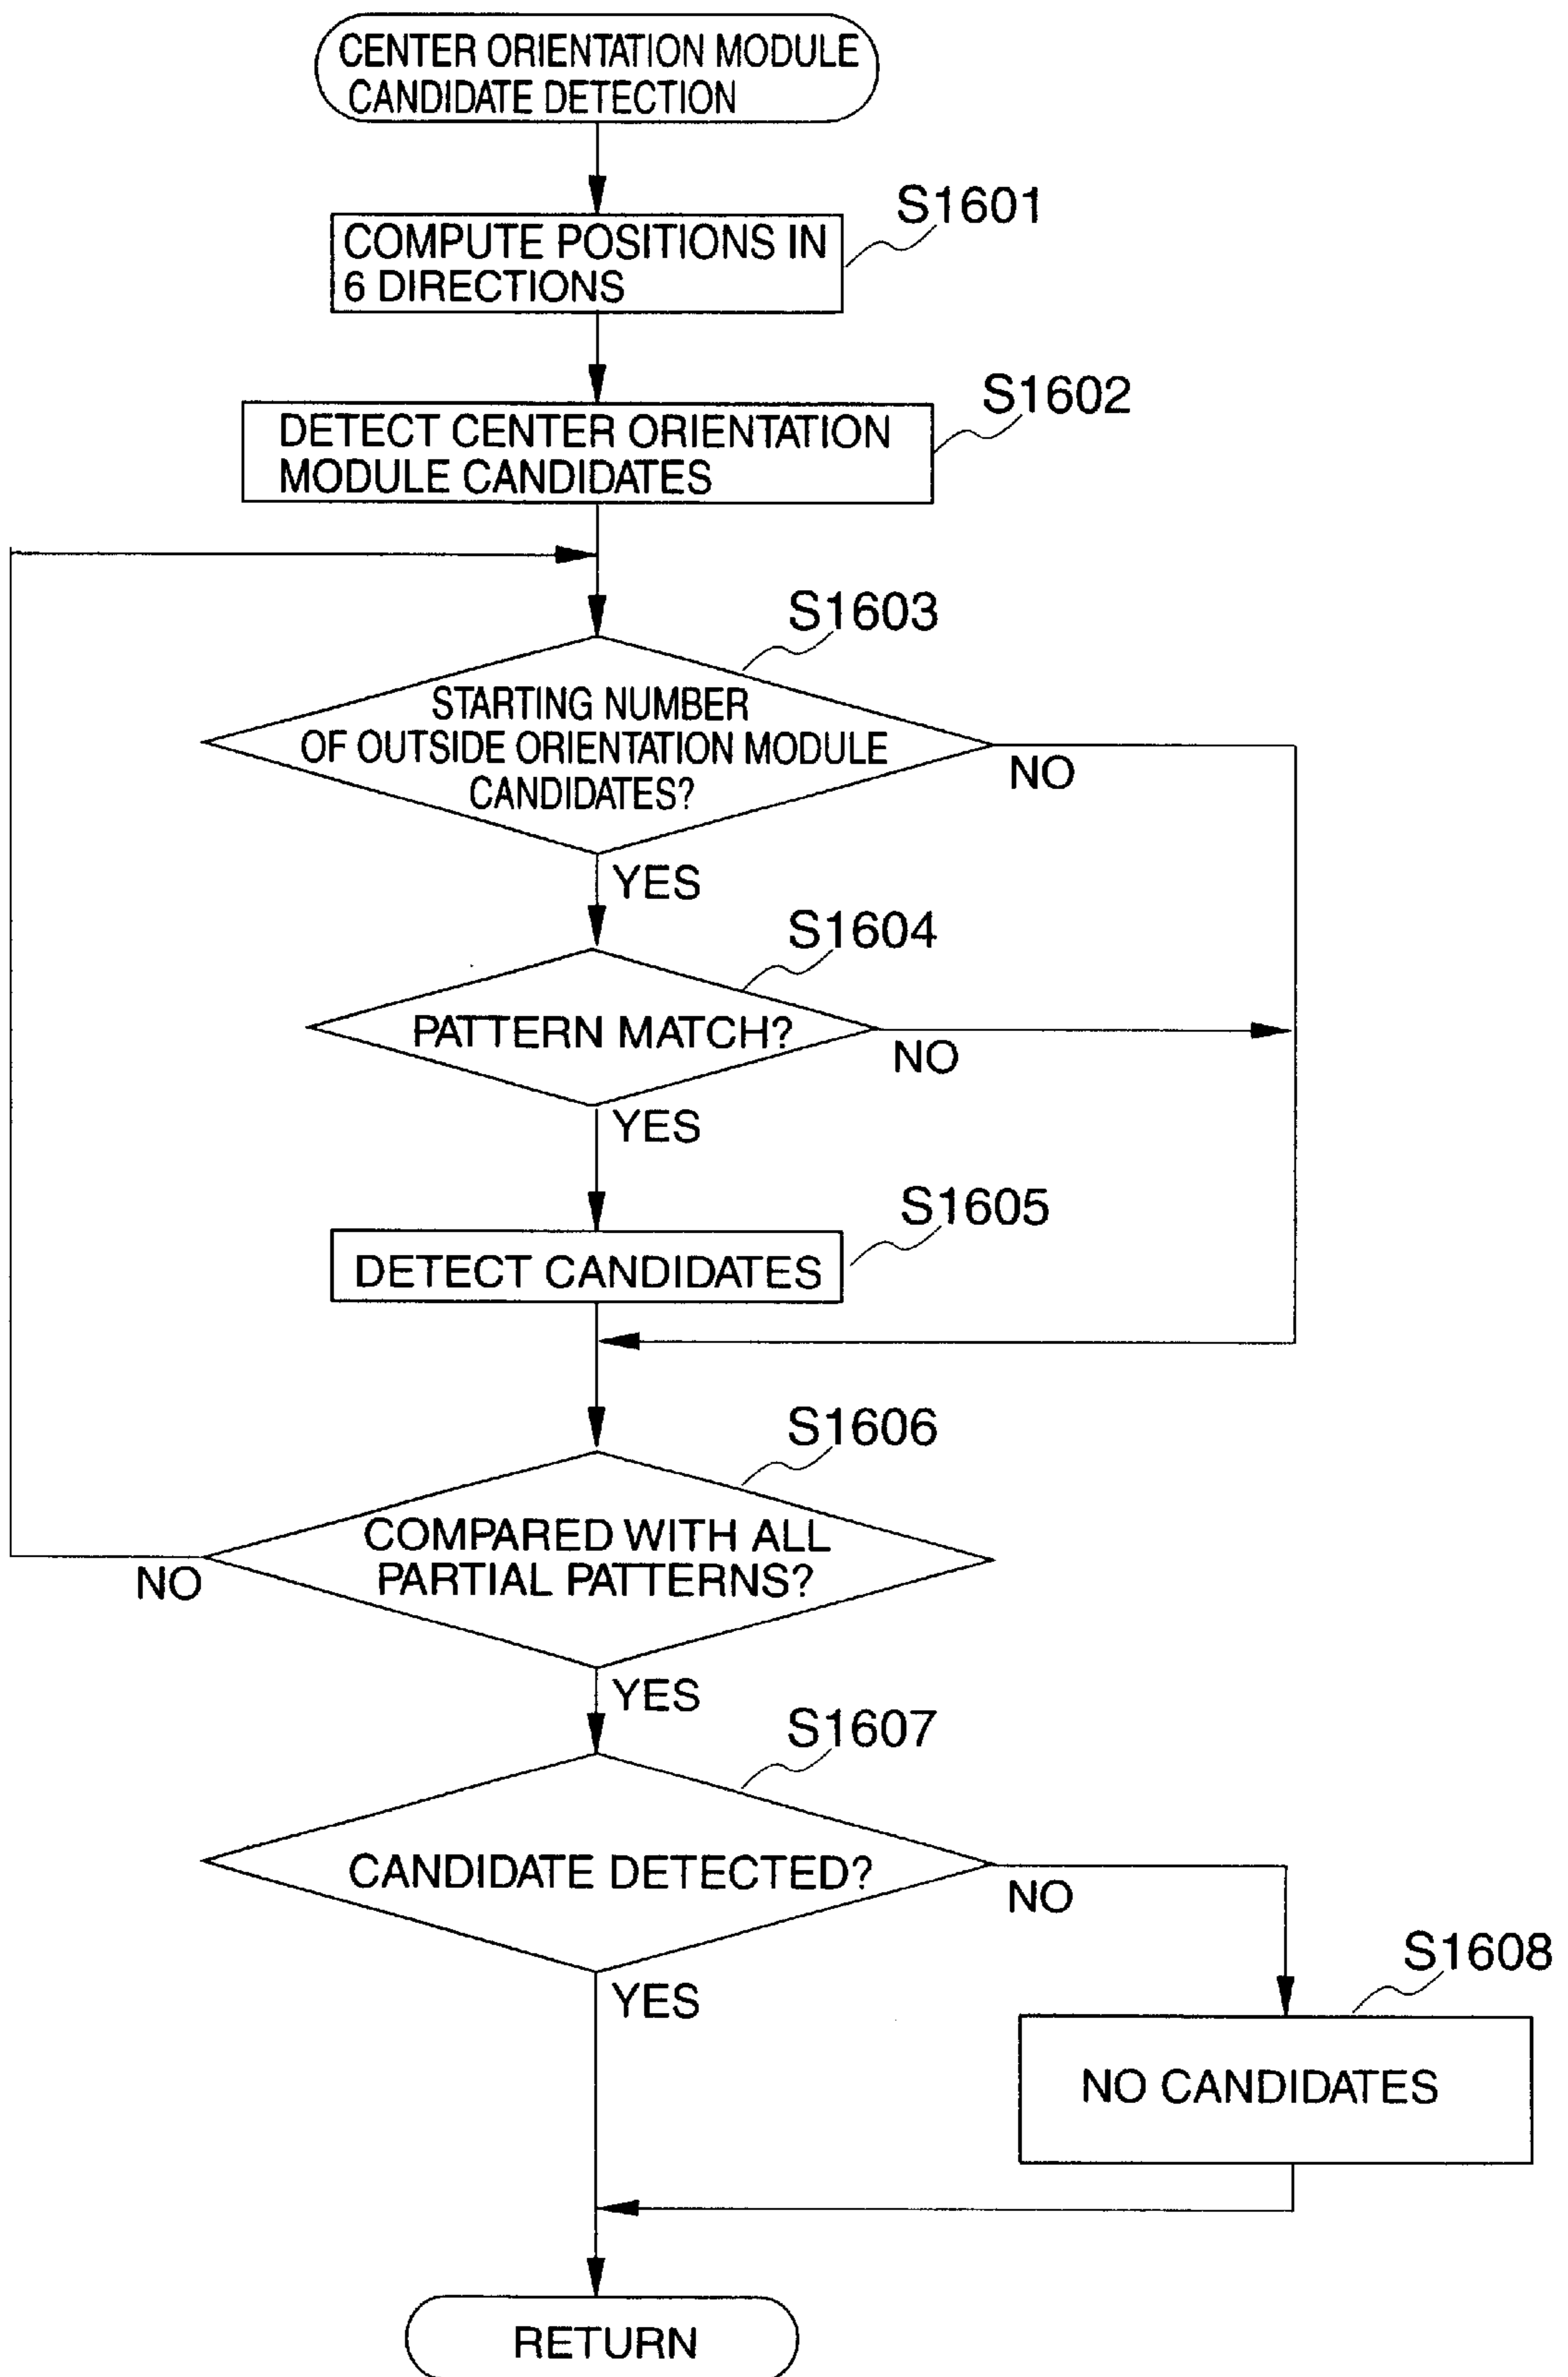 CENTER ORIENTATION MODULE
CANDIDATE DETECTION
S1601
COMPUTE POSITIONS IN
6 DIRECTIONS
S1602
DETECT CENTER ORIENTATION
MODULE CANDIDATES
S1603
STARTING NUMBER
OF OUTSIDE ORIENTATION MODULE
CANDIDATES?
NO
YES
S1604
PATTERN MATCH?
NO
YES
S1605
DETECT CANDIDATES
S1606
COMPARED WITH ALL
PARTIAL PATTERNS?
NO
YES
S1607
CANDIDATE DETECTED?
NO
YES
S1608
NO CANDIDATES
RETURN